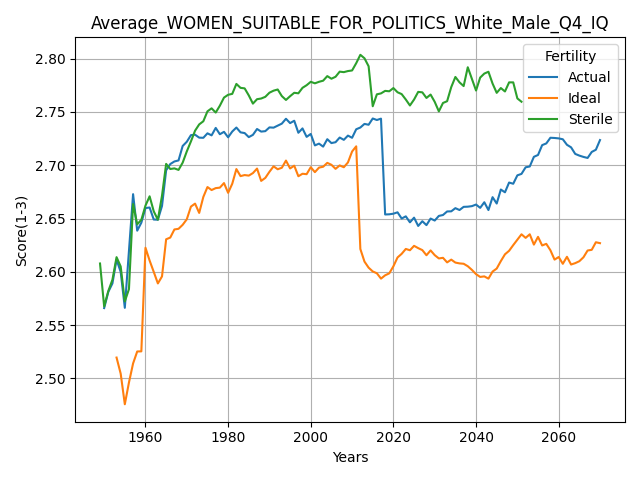 Average_WOMEN_SUITABLE_FOR_POLITICS_White_Male_Q4_IQ
Score(1-3)
2.80
2.75
2.70
2.65
2.60
2.55
2.50
Fertility
Actual
Ideal
Sterile
1960
1980
2000
2020
2040
2060
Years